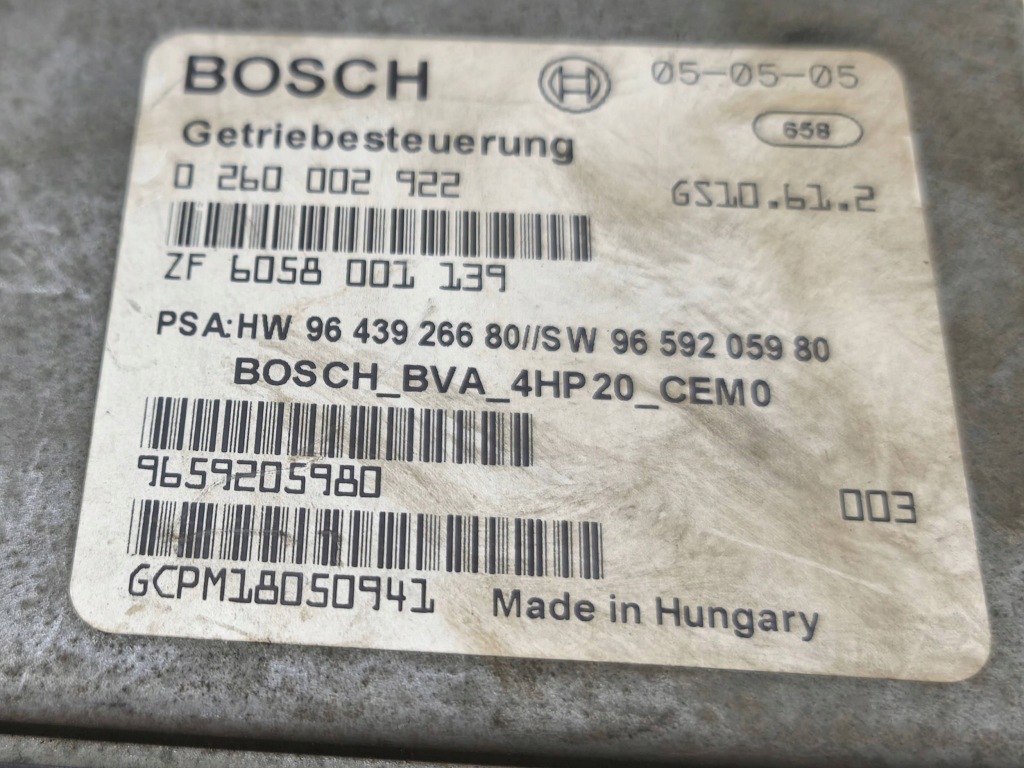 BOSCH
05-05-05
Getriebesteuerung
658
0 260 002 922
GS10.61.2
ZF 6058 001 139
PSA:HW 96 439 266 80//SW 96 592 059 80
BOSCH_BVA_4HP20_CEM0
9659205980
003
GCPM18050941
Made in Hungary